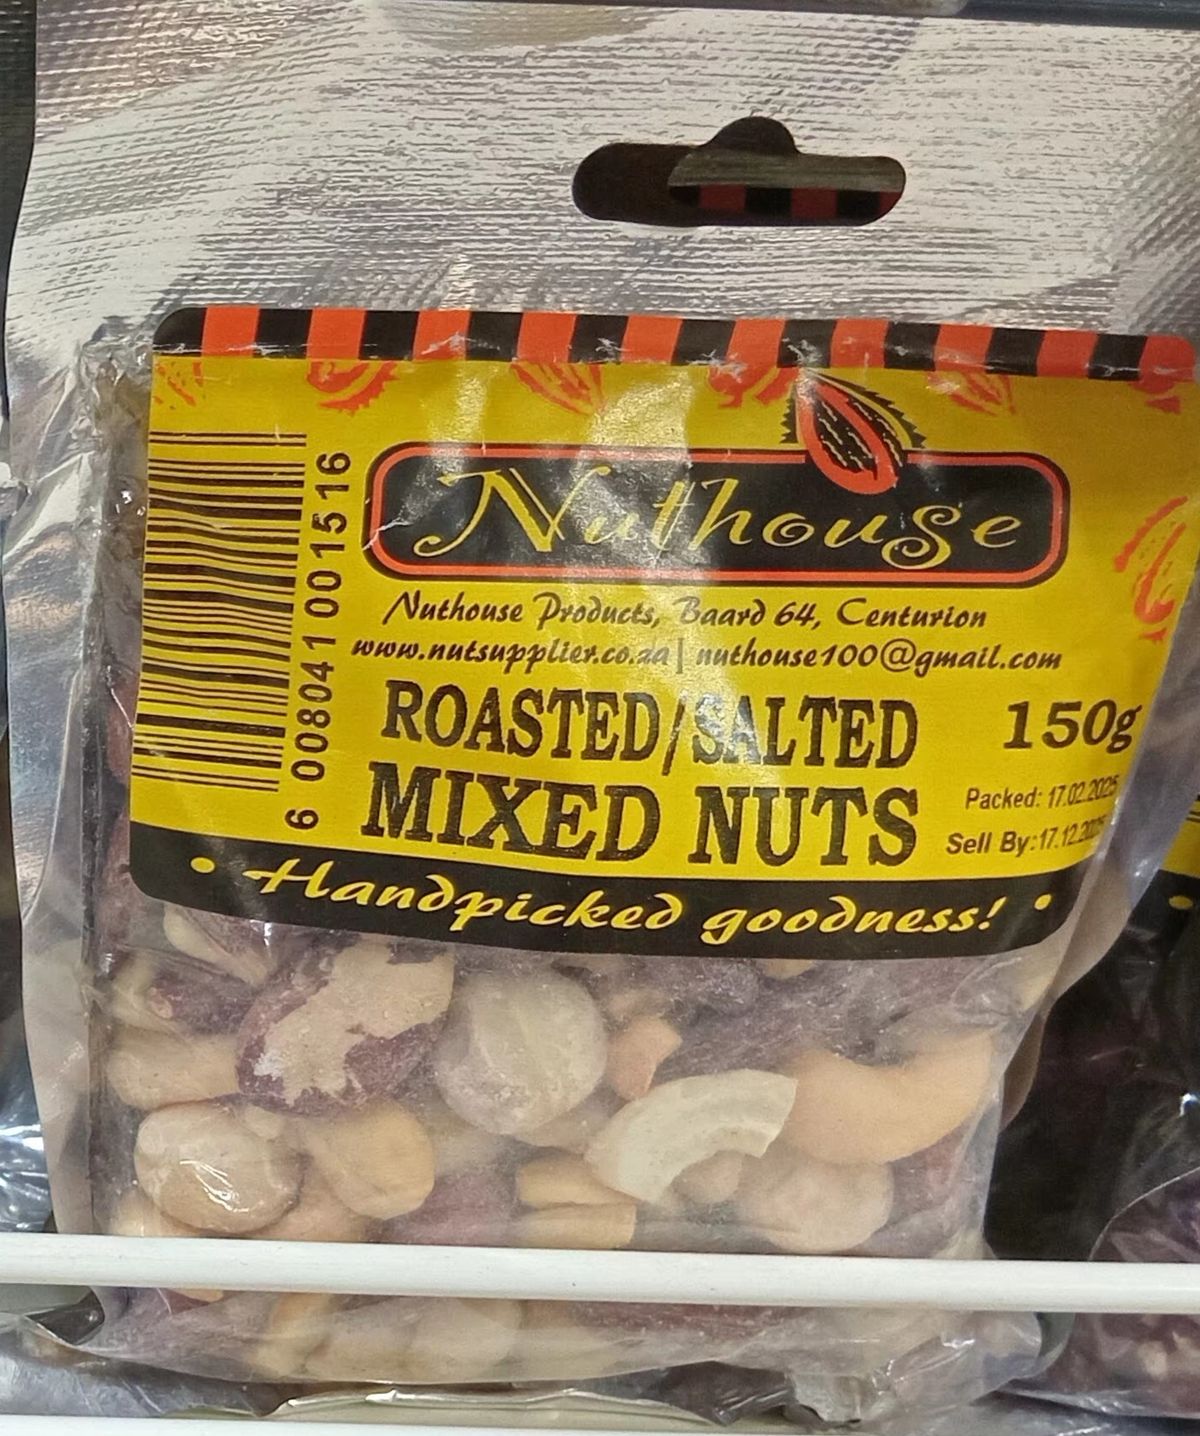 Nuthouse
Nuthouse Products, Baard 64, Centurion
www.nutsupplier.co.za | nuthouse100@gmail.com
ROASTED/SALTED
MIXED NUTS
150g
Packed: 17.02.2025
Sell By:17.12.2025
• Handpicked goodness! •
6 008041 001516